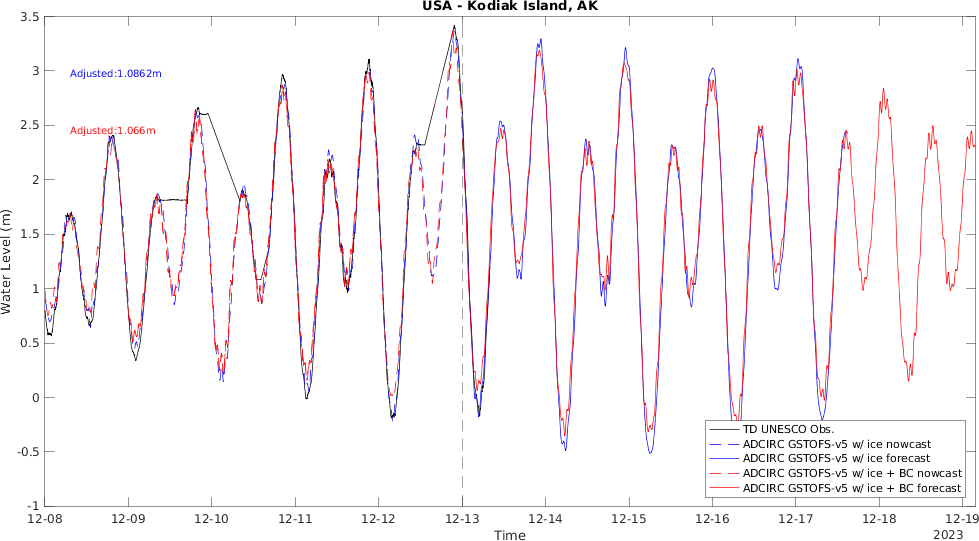 USA - Kodiak Island, AK
3.5
3
2.5
2
1.5
1
0.5
0
-0.5
-1
Water Level (m)
Adjusted:1.0862m
Adjusted:1.066m
TD UNESCO Obs.
ADCIRC GSTOFS-v5 w/ ice nowcast
ADCIRC GSTOFS-v5 w/ ice forecast
ADCIRC GSTOFS-v5 w/ ice + BC nowcast
ADCIRC GSTOFS-v5 w/ ice + BC forecast
12-08 12-09 12-10 12-11 12-12 12-13 12-14 12-15 12-16 12-17 12-18 12-19
Time
2023